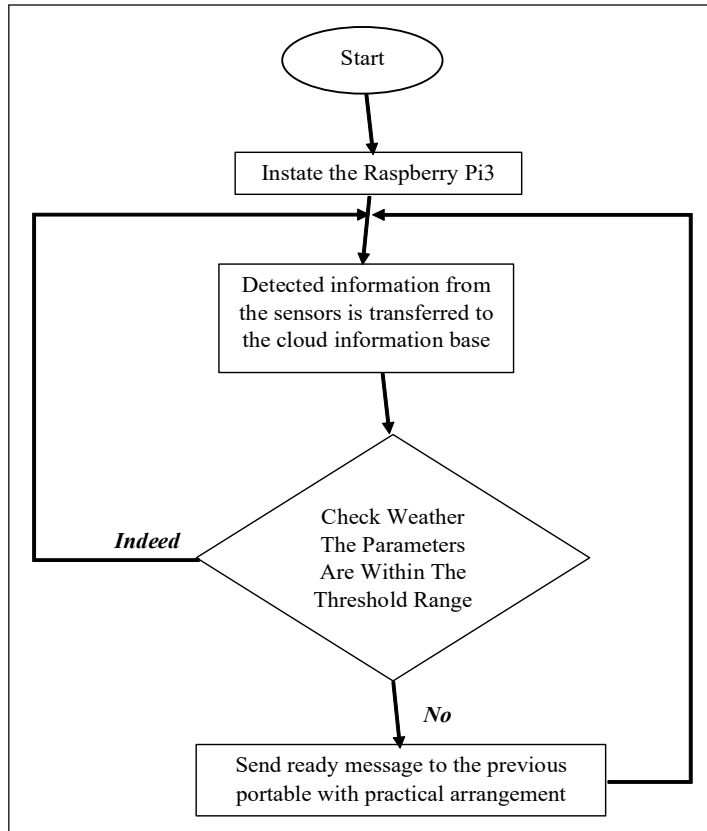 Start
Instate the Raspberry Pi3
Detected information from
the sensors is transferred to
the cloud information base
Check Weather
The Parameters
Are Within The
Threshold Range
Indeed
No
Send ready message to the previous
portable with practical arrangement